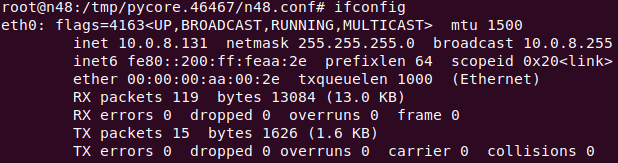 root@n48:/tmp/pycore.46467/n48.conf# ifconfig
eth0: flags=4163<UP,BROADCAST,RUNNING,MULTICAST>  mtu 1500
        inet 10.0.8.131  netmask 255.255.255.0  broadcast 10.0.8.255
        inet6 fe80::200:ff:feaa:2e  prefixlen 64  scopeid 0x20<link>
        ether 00:00:00:aa:00:2e  txqueuelen 1000  (Ethernet)
        RX packets 119  bytes 13084 (13.0 KB)
        RX errors 0  dropped 0  overruns 0  frame 0
        TX packets 15  bytes 1626 (1.6 KB)
        TX errors 0  dropped 0 overruns 0  carrier 0  collisions 0